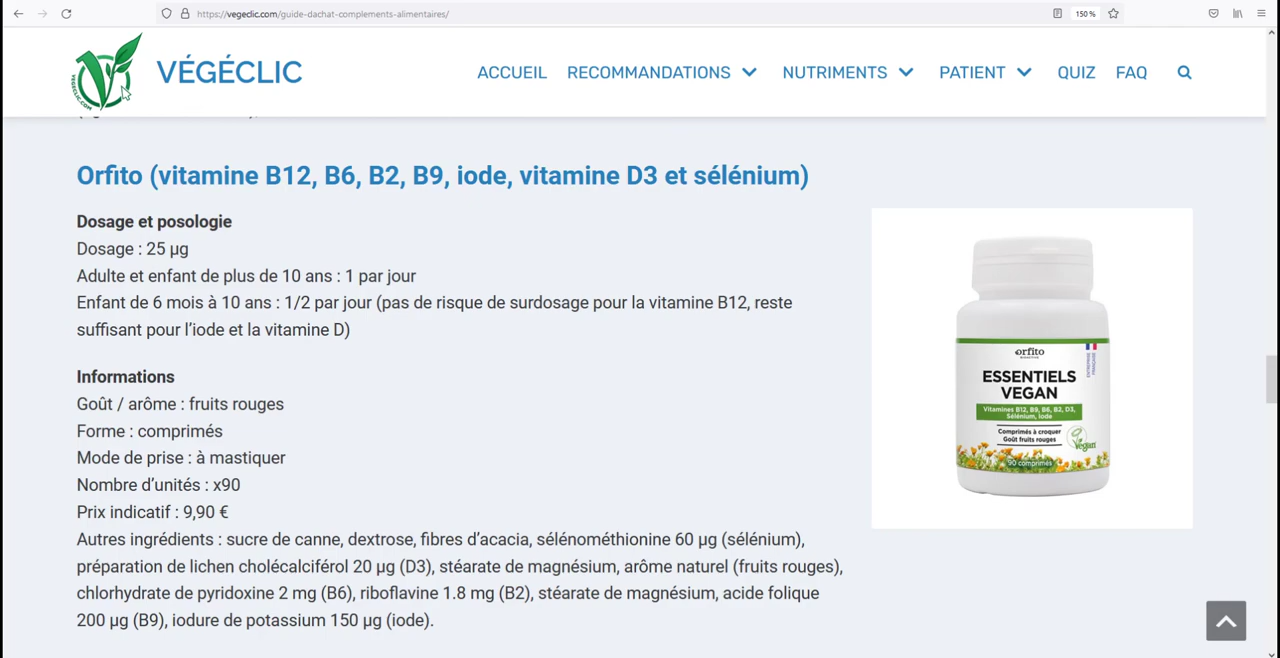 https://vegeclic.com/guide-dachat-complements-alimentaires/
150 %
VEGECLIC.COM
VÉGÉCLIC
ACCUEIL RECOMMANDATIONS NUTRIMENTS PATIENT QUIZ FAQ
Orfito (vitamine B12, B6, B2, B9, iode, vitamine D3 et sélénium)
Dosage et posologie
Dosage : 25 µg
Adulte et enfant de plus de 10 ans : 1 par jour
Enfant de 6 mois à 10 ans : 1/2 par jour (pas de risque de surdosage pour la vitamine B12, reste
suffisant pour l’iode et la vitamine D)
Informations
Goût / arôme : fruits rouges
Forme : comprimés
Mode de prise : à mastiquer
Nombre d’unités : x90
Prix indicatif : 9,90 €
Autres ingrédients : sucre de canne, dextrose, fibres d’acacia, sélénométhionine 60 µg (sélénium),
préparation de lichen cholécalciférol 20 µg (D3), stéarate de magnésium, arôme naturel (fruits rouges),
chlorhydrate de pyridoxine 2 mg (B6), riboflavine 1.8 mg (B2), stéarate de magnésium, acide folique
200 µg (B9), iodure de potassium 150 µg (iode).
orfito
ENTREPRISE
FRANÇAISE
ESSENTIELS
VEGAN
Vitamines B12, B9, B6, B2, D3,
Sélénium, Iode
Comprimés à croquer
Goût fruits rouges
Vegan
90 comprimés